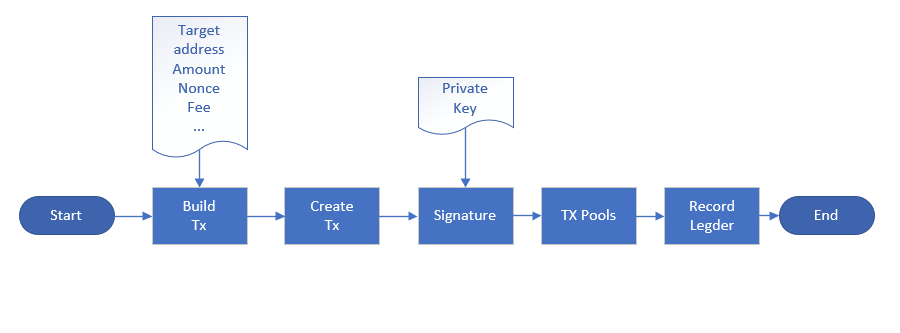 Target
address
Amount
Nonce
Fee
...
Private
Key
Start
Build
Tx
Create
Tx
Signature
TX Pools
Record
Legder
End